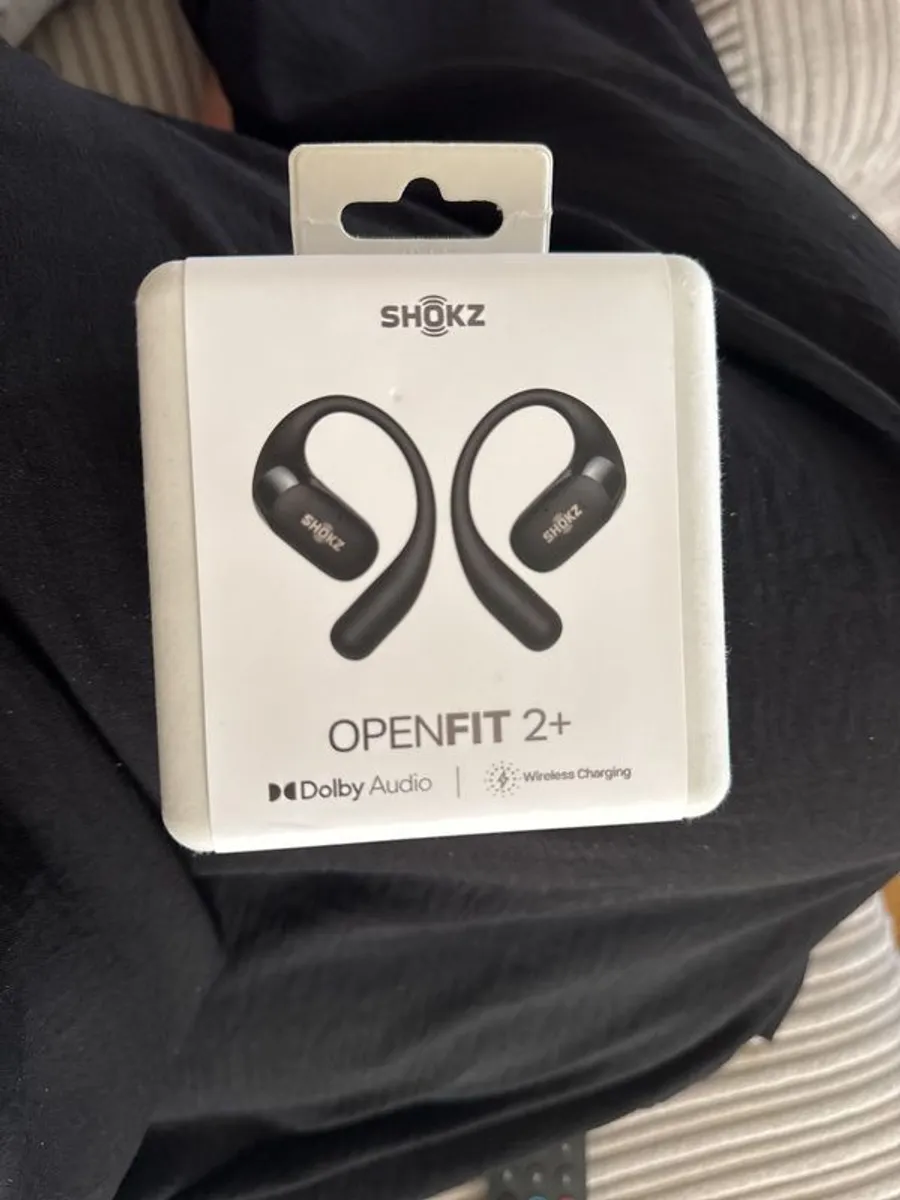 SHOKZ
SHOKZ
SHOKZ
OPENFIT 2+
Dolby Audio | Wireless Charging